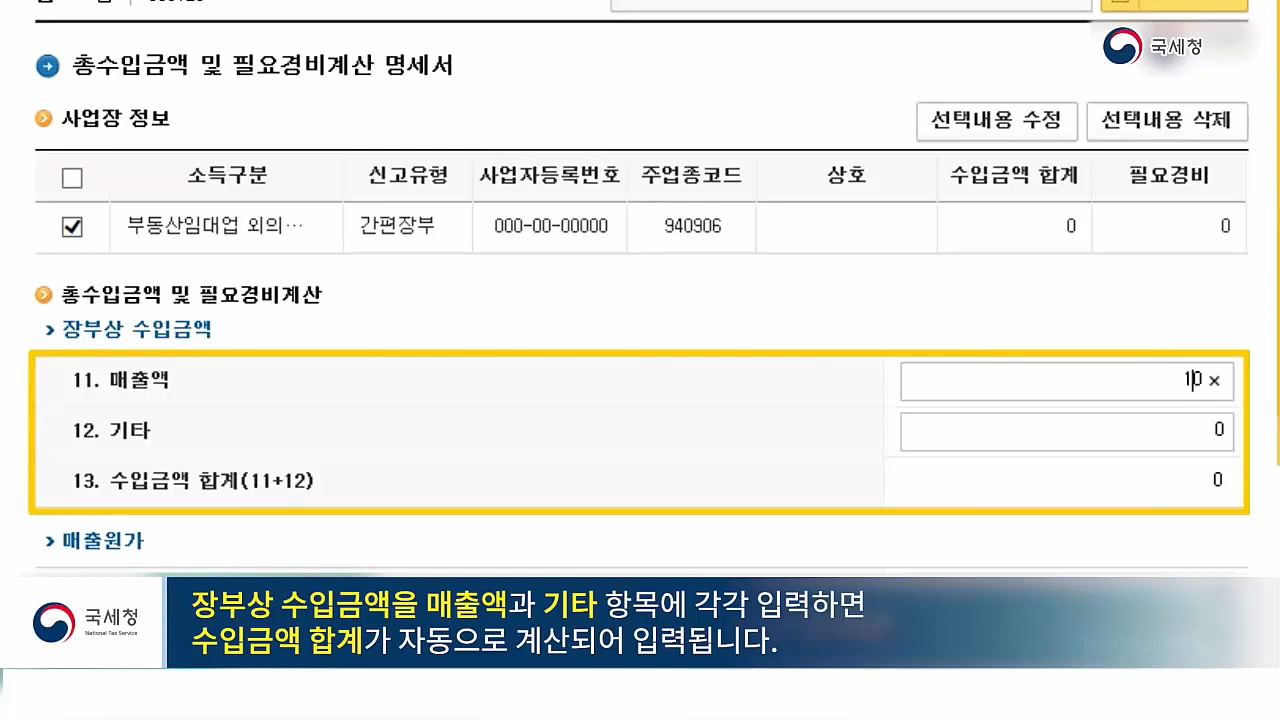 국세청
총수입금액 및 필요경비계산 명세서
사업장 정보
선택내용 수정 선택내용 삭제
소득구분 신고유형 사업자등록번호 주업종코드 상호 수입금액 합계 필요경비
부동산임대업 외의… 간편장부 000-00-00000 940906 0 0
총수입금액 및 필요경비계산
장부상 수입금액
11. 매출액 10 ×
12. 기타 0
13. 수입금액 합계(11+12) 0
매출원가
국세청
National Tax Service
장부상 수입금액을 매출액과 기타 항목에 각각 입력하면
수입금액 합계가 자동으로 계산되어 입력됩니다.